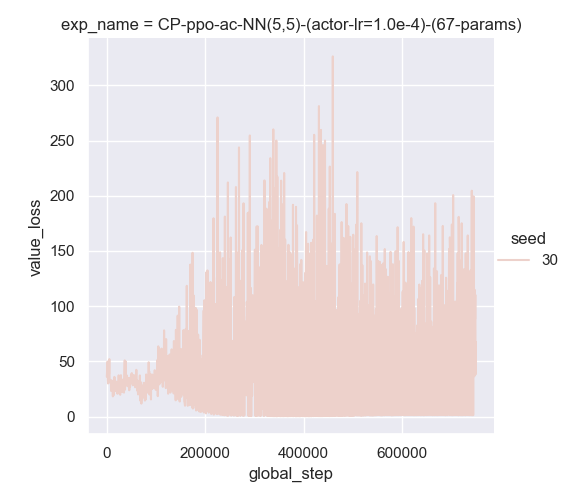 exp_name = CP-ppo-ac-NN(5,5)-(actor-lr=1.0e-4)-(67-params)
300
250
200
150
100
50
0
value_loss
0 200000 400000 600000
global_step
seed
30